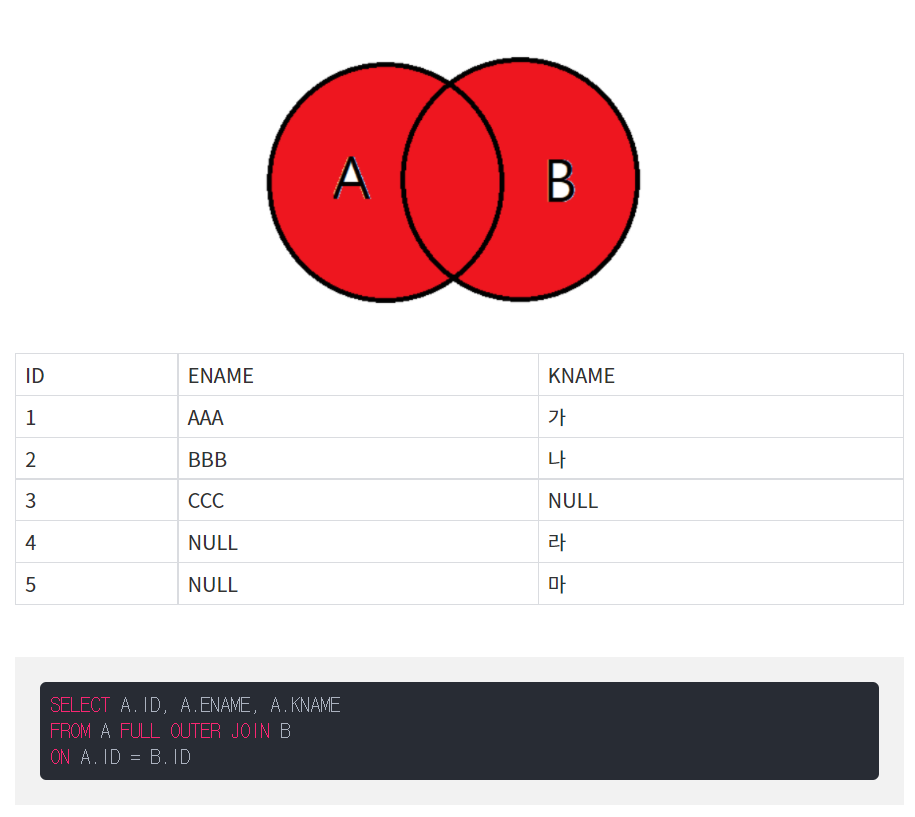 A B
ID ENAME KNAME
1 AAA 가
2 BBB 나
3 CCC NULL
4 NULL 라
5 NULL 마
SELECT A.ID, A.ENAME, A.KNAME
FROM A FULL OUTER JOIN B
ON A.ID = B.ID